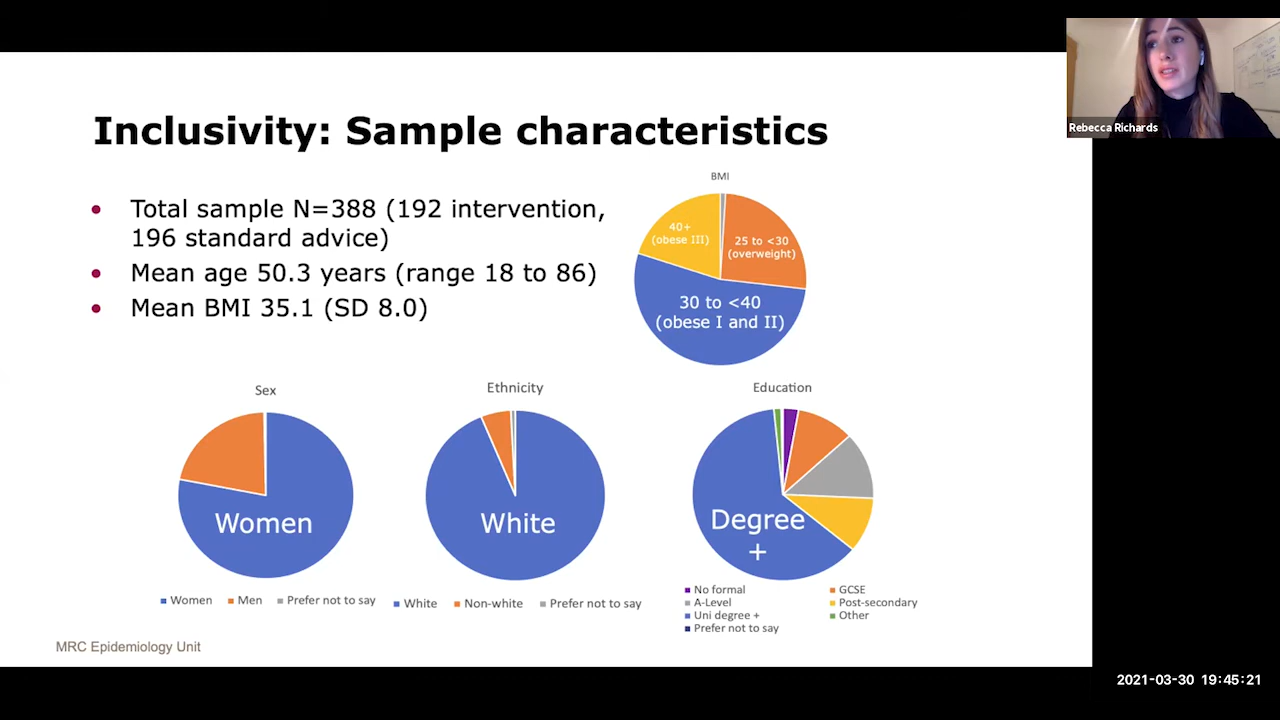 Rebecca Richards
Inclusivity: Sample characteristics
• Total sample N=388 (192 intervention,
196 standard advice)
• Mean age 50.3 years (range 18 to 86)
• Mean BMI 35.1 (SD 8.0)
BMI
40+
(obese III)
25 to <30
(overweight)
30 to <40
(obese I and II)
Sex
Women
Women Men Prefer not to say
Ethnicity
White
White Non-white Prefer not to say
Education
Degree
+
No formal GCSE
A-Level Post-secondary
Uni degree + Other
Prefer not to say
MRC Epidemiology Unit
2021-03-30 19:45:21